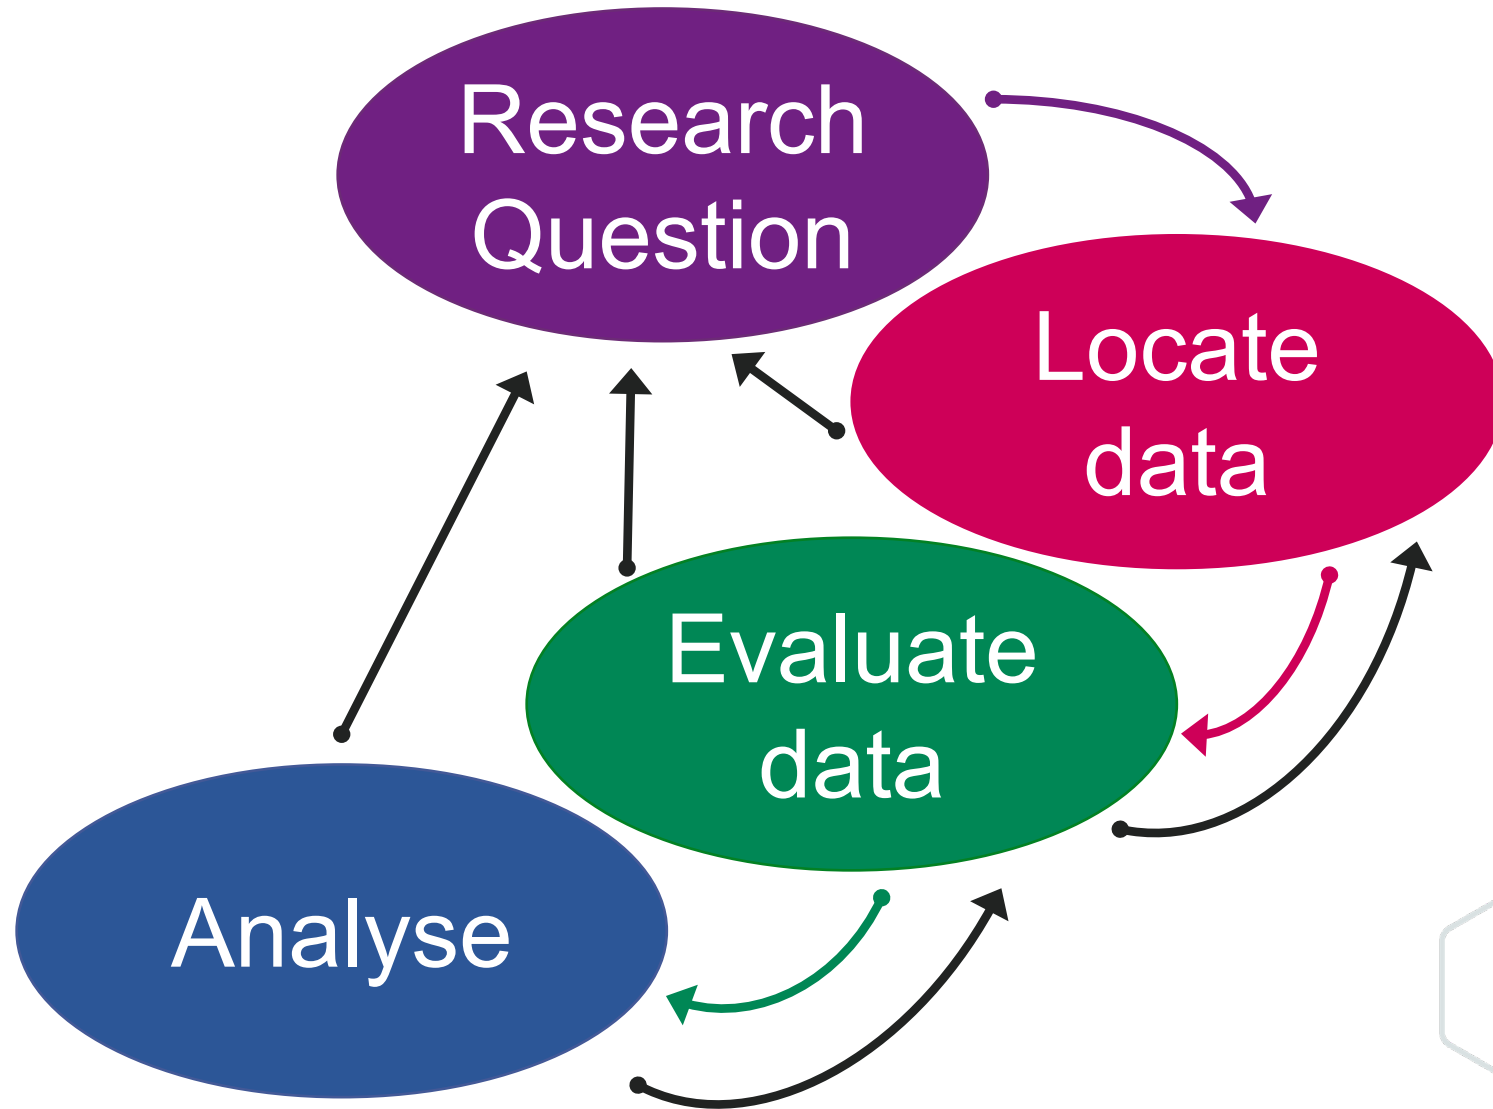 Research
Question
Locate
data
Evaluate
data
Analyse